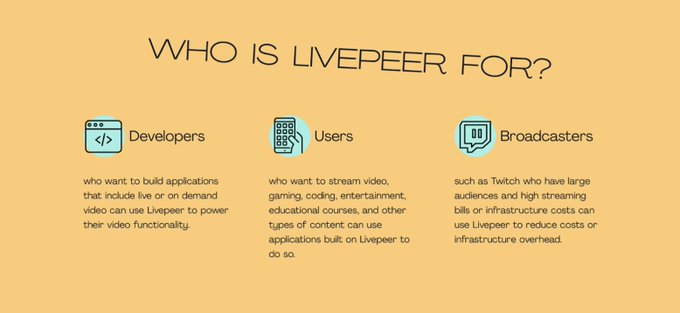 WHO IS LIVEPEER FOR?
Developers
who want to build applications
that include live or on demand
video can use Livepeer to power
their video functionality.
Users
who want to stream video,
gaming, coding, entertainment,
educational courses, and other
types of content can use
applications built on Livepeer to
do so.
Broadcasters
such as Twitch who have large
audiences and high streaming
bills or infrastructure costs can
use Livepeer to reduce costs or
infrastructure overhead.